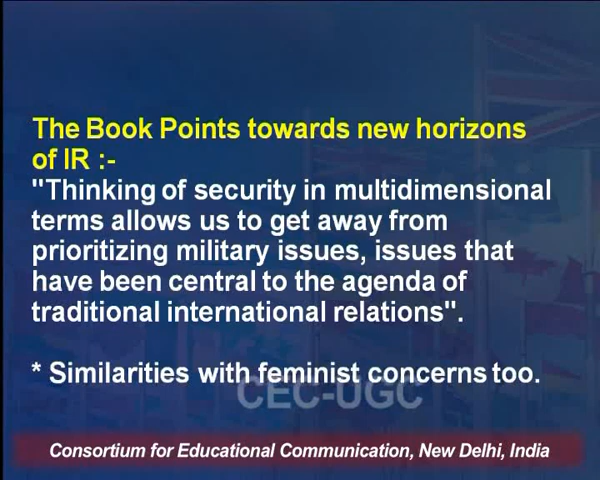 The Book Points towards new horizons
of IR :-
"Thinking of security in multidimensional
terms allows us to get away from
prioritizing military issues, issues that
have been central to the agenda of
traditional international relations".
* Similarities with feminist concerns too.
CEC-UGC
Consortium for Educational Communication, New Delhi, India